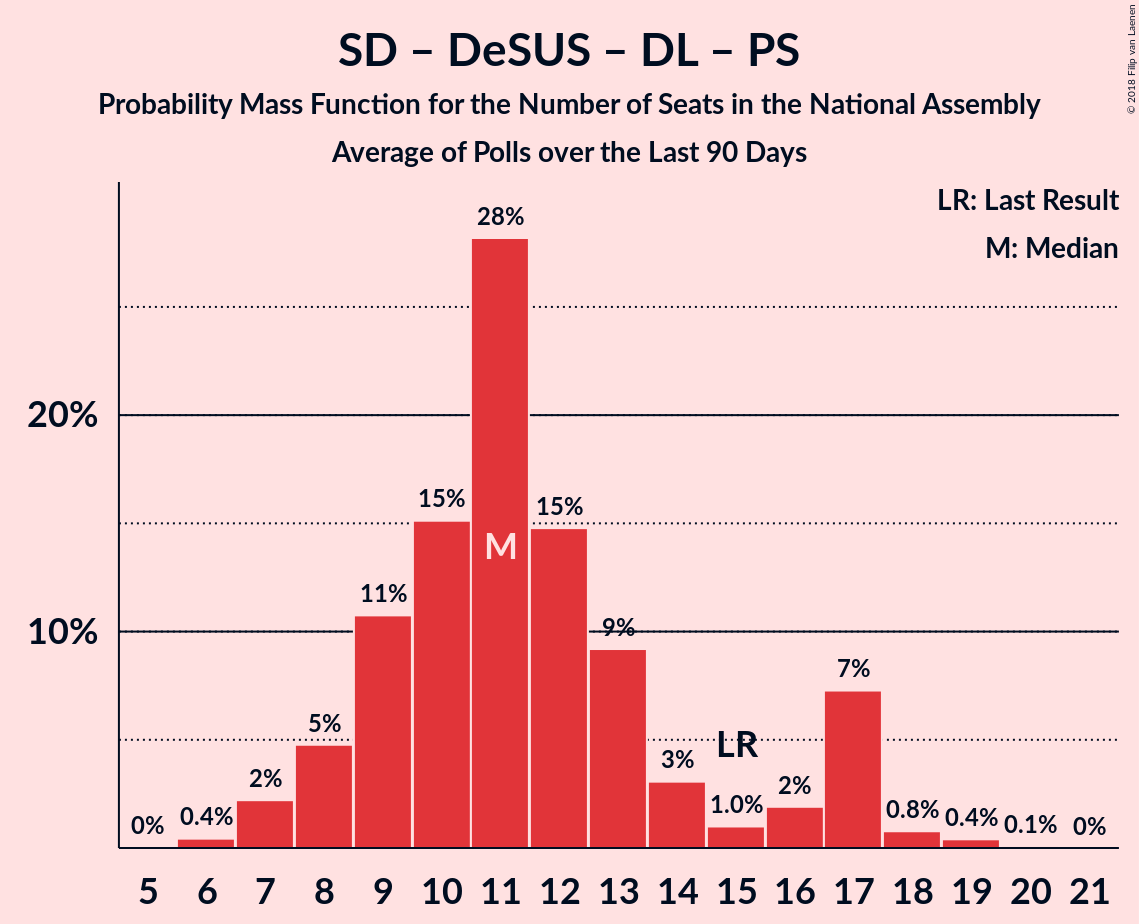 SD – DeSUS – DL – PS
Probability Mass Function for the Number of Seats in the National Assembly
Average of Polls over the Last 90 Days
© 2018 Filip van Laenen
LR: Last Result
M: Median
20%
10%
0%
0.4%
2%
5%
11%
15%
28%
M
15%
9%
3%
LR
1.0%
2%
7%
0.8%
0.4%
0.1%
0%
5 6 7 8 9 10 11 12 13 14 15 16 17 18 19 20 21